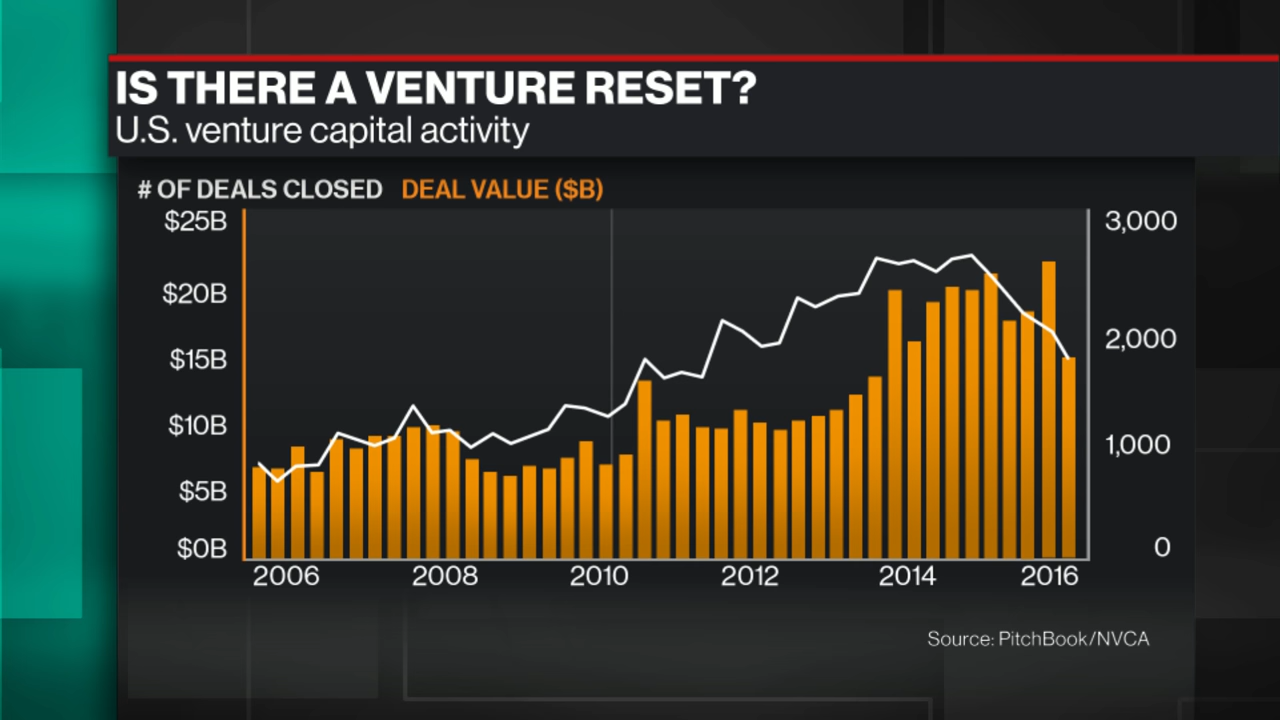 IS THERE A VENTURE RESET?
U.S. venture capital activity
# OF DEALS CLOSED DEAL VALUE ($B)
$25B 3,000
$20B
$15B 2,000
$10B 1,000
$5B
$0B 0
2006 2008 2010 2012 2014 2016
Source: PitchBook/NVCA